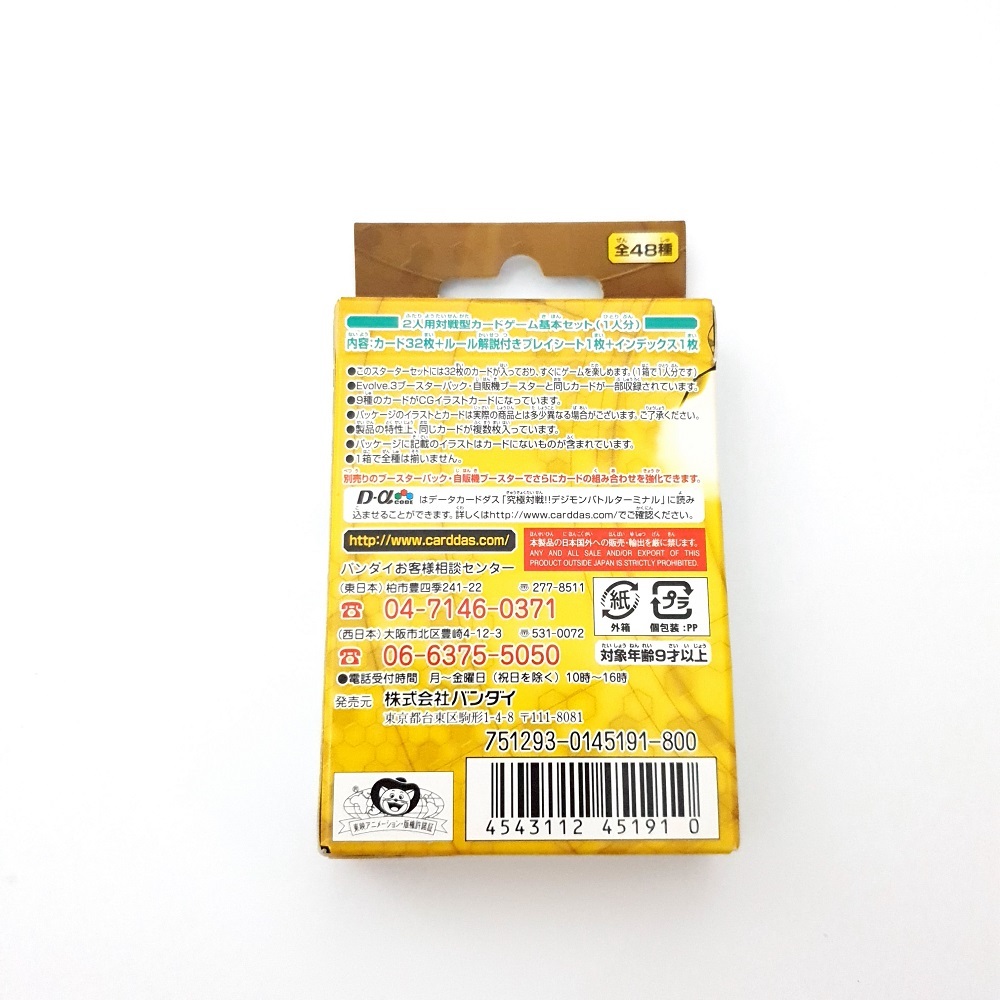 全48種
2人用対戦型カードゲーム基本セット(1人分)
内容:カード32枚+ルール解説付きプレイシート1枚+インデックス1枚
●このスターターセットには32枚のカードが入っており、すぐにゲームを楽しめます。(1箱で1人分です)
●Evolve.3ブースターパック・自販機ブースターと同じカードが一部収録されています。
●9種のカードがCGイラストカードになっています。
●パッケージのイラストとカードは実際の商品とは多少異なる場合がございます。ご了承ください。
●製品の特性上、同じカードが複数枚入っています。
●パッケージに記載のイラストはカードにないものが含まれています。
●1箱で全種は揃いません。
別売りのブースターパック・自販機ブースターでさらにカードの組み合わせを強化できます。
D-α CODE はデータカードダス「究極対戦!!デジモンバトルターミナル」に読み
込ませることができます。詳しくはhttp://www.carddas.com/でご確認ください。
http://www.carddas.com/
本製品の日本国外への販売・輸出を厳に禁じます。
ANY AND ALL SALE AND/OR EXPORT OF THIS
PRODUCT OUTSIDE JAPAN IS STRICTLY PROHIBITED.
バンダイお客様相談センター
(東日本) 柏市豊四季241-22 〒277-8511
☎ 04-7146-0371
(西日本) 大阪市北区豊崎4-12-3 〒531-0072
☎ 06-6375-5050
●電話受付時間 月〜金曜日(祝日を除く)10時〜16時
紙
外箱
プラ
個包装:PP
対象年齢9才以上
発売元 株式会社バンダイ
東京都台東区駒形1-4-8 〒111-8081
751293-0145191-800
東映アニメーション・版権許諾証
4543112 45191 0